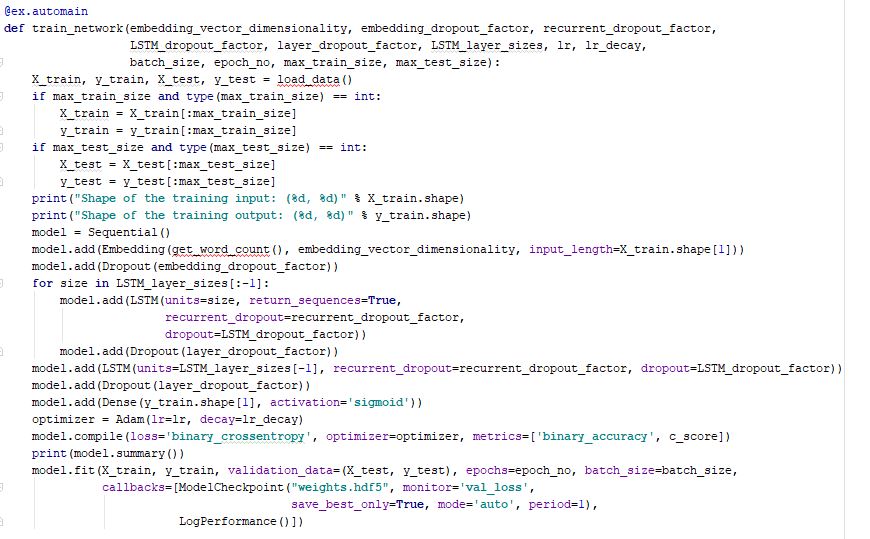 @ex.automain
def train_network(embedding_vector_dimensionality, embedding_dropout_factor, recurrent_dropout_factor,
                  LSTM_dropout_factor, layer_dropout_factor, LSTM_layer_sizes, lr, lr_decay,
                  batch_size, epoch_no, max_train_size, max_test_size):
    X_train, y_train, X_test, y_test = load_data()
    if max_train_size and type(max_train_size) == int:
        X_train = X_train[:max_train_size]
        y_train = y_train[:max_train_size]
    if max_test_size and type(max_test_size) == int:
        X_test = X_test[:max_test_size]
        y_test = y_test[:max_test_size]
    print("Shape of the training input: (%d, %d)" % X_train.shape)
    print("Shape of the training output: (%d, %d)" % y_train.shape)
    model = Sequential()
    model.add(Embedding(get_word_count(), embedding_vector_dimensionality, input_length=X_train.shape[1]))
    model.add(Dropout(embedding_dropout_factor))
    for size in LSTM_layer_sizes[:-1]:
        model.add(LSTM(units=size, return_sequences=True,
                       recurrent_dropout=recurrent_dropout_factor,
                       dropout=LSTM_dropout_factor))
        model.add(Dropout(layer_dropout_factor))
    model.add(LSTM(units=LSTM_layer_sizes[-1], recurrent_dropout=recurrent_dropout_factor, dropout=LSTM_dropout_factor))
    model.add(Dropout(layer_dropout_factor))
    model.add(Dense(y_train.shape[1], activation='sigmoid'))
    optimizer = Adam(lr=lr, decay=lr_decay)
    model.compile(loss='binary_crossentropy', optimizer=optimizer, metrics=['binary_accuracy', c_score])
    print(model.summary())
    model.fit(X_train, y_train, validation_data=(X_test, y_test), epochs=epoch_no, batch_size=batch_size,
              callbacks=[ModelCheckpoint("weights.hdf5", monitor='val_loss',
                                         save_best_only=True, mode='auto', period=1),
                         LogPerformance()])